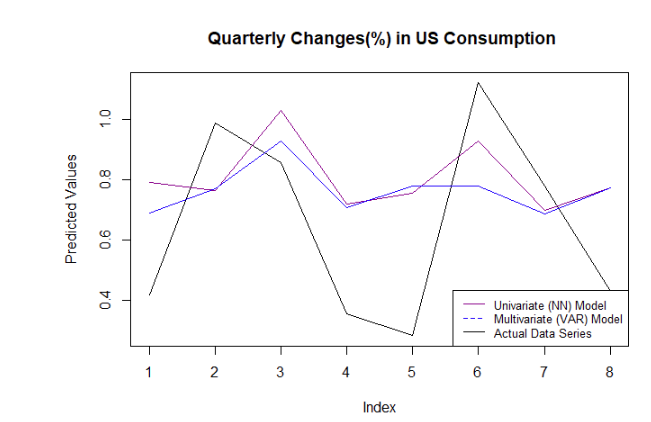 Quarterly Changes(%) in US Consumption
Predicted Values
1.0
0.8
0.6
0.4
Univariate (NN) Model
Multivariate (VAR) Model
Actual Data Series
1 2 3 4 5 6 7 8
Index